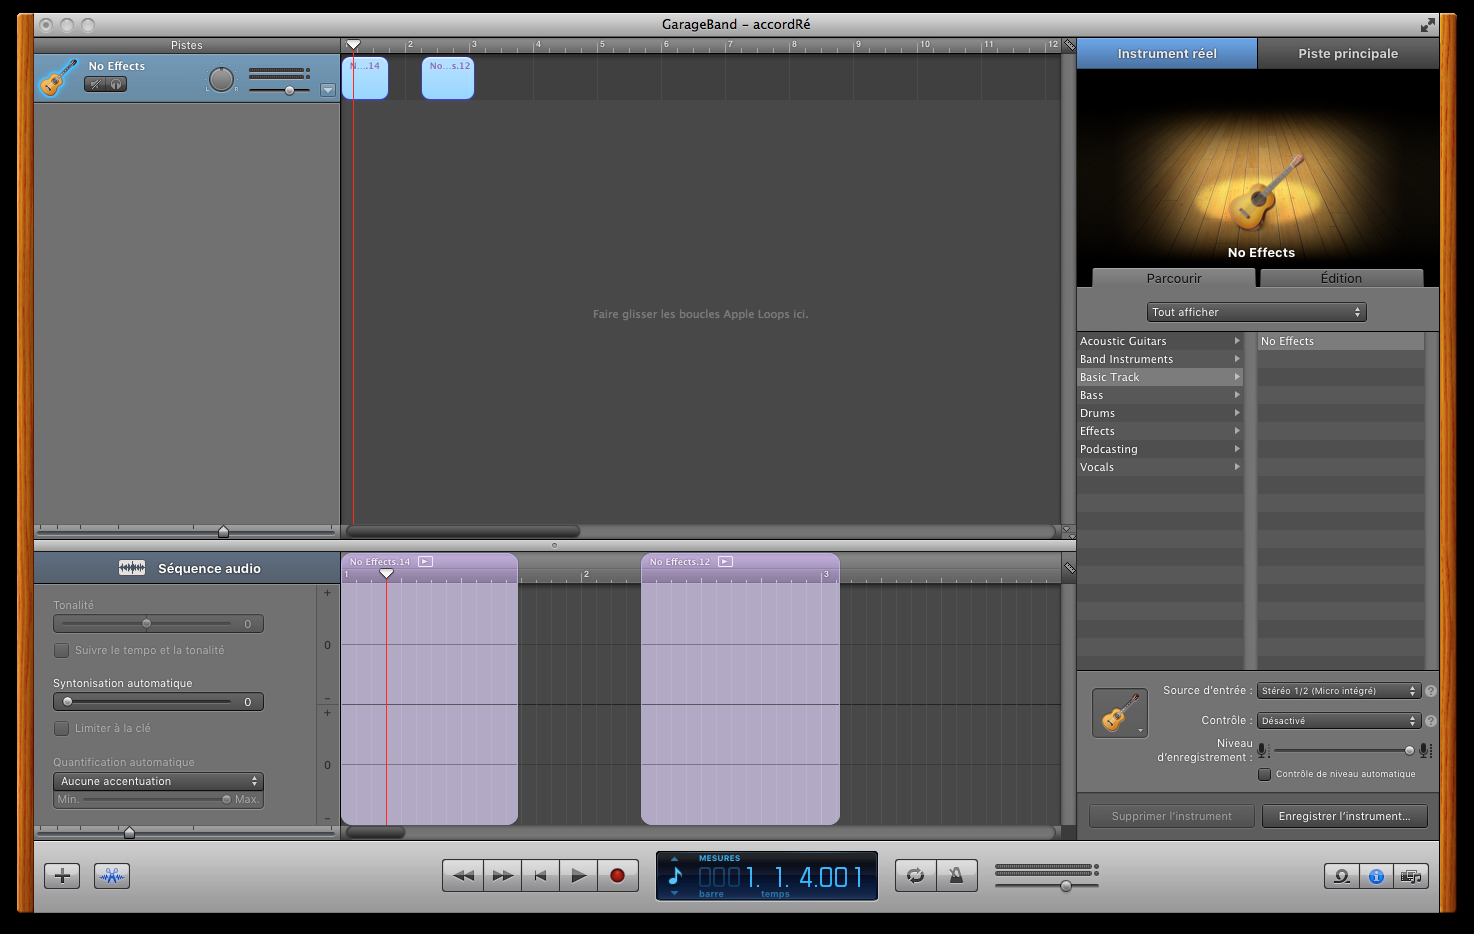 GarageBand – accordRé
Pistes
2 3 4 5 6 7 8 9 10 11 12
Instrument réel
Piste principale
No Effects
L R
N....14
No...s.12
Faire glisser les boucles Apple Loops ici.
No Effects
Parcourir
Édition
Tout afficher
Acoustic Guitars
No Effects
Band Instruments
Basic Track
Bass
Drums
Effects
Podcasting
Vocals
No Effects.14
No Effects.12
1 2 3
Séquence audio
Tonalité
0
Suivre le tempo et la tonalité
Syntonisation automatique
0
Limiter à la clé
Quantification automatique
Aucune accentuation
Min. Max.
+
0
-
+
0
-
Source d'entrée :
Stéréo 1/2 (Micro intégré)
?
Contrôle :
Désactivé
?
Niveau
d'enregistrement :
Contrôle de niveau automatique
Supprimer l'instrument
Enregistrer l'instrument...
MESURES
0001. 1. 4.001
barre
temps